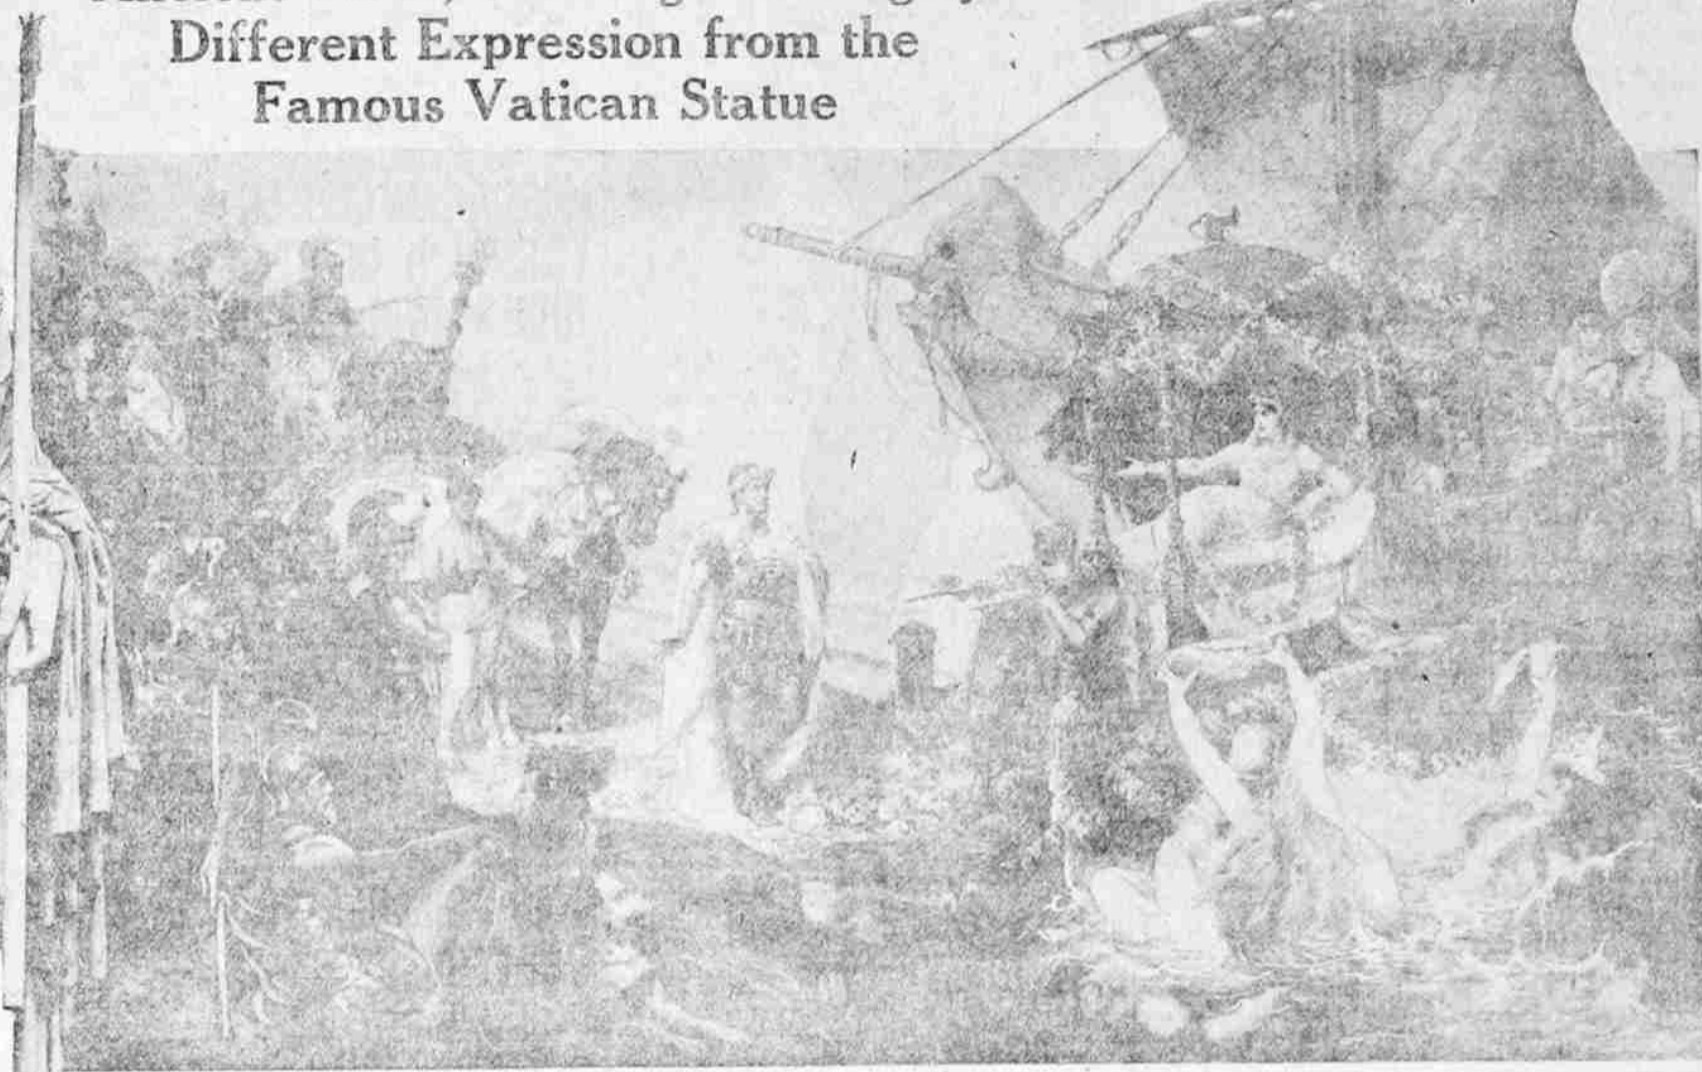 Different Expression from the
Famous Vatican Statue